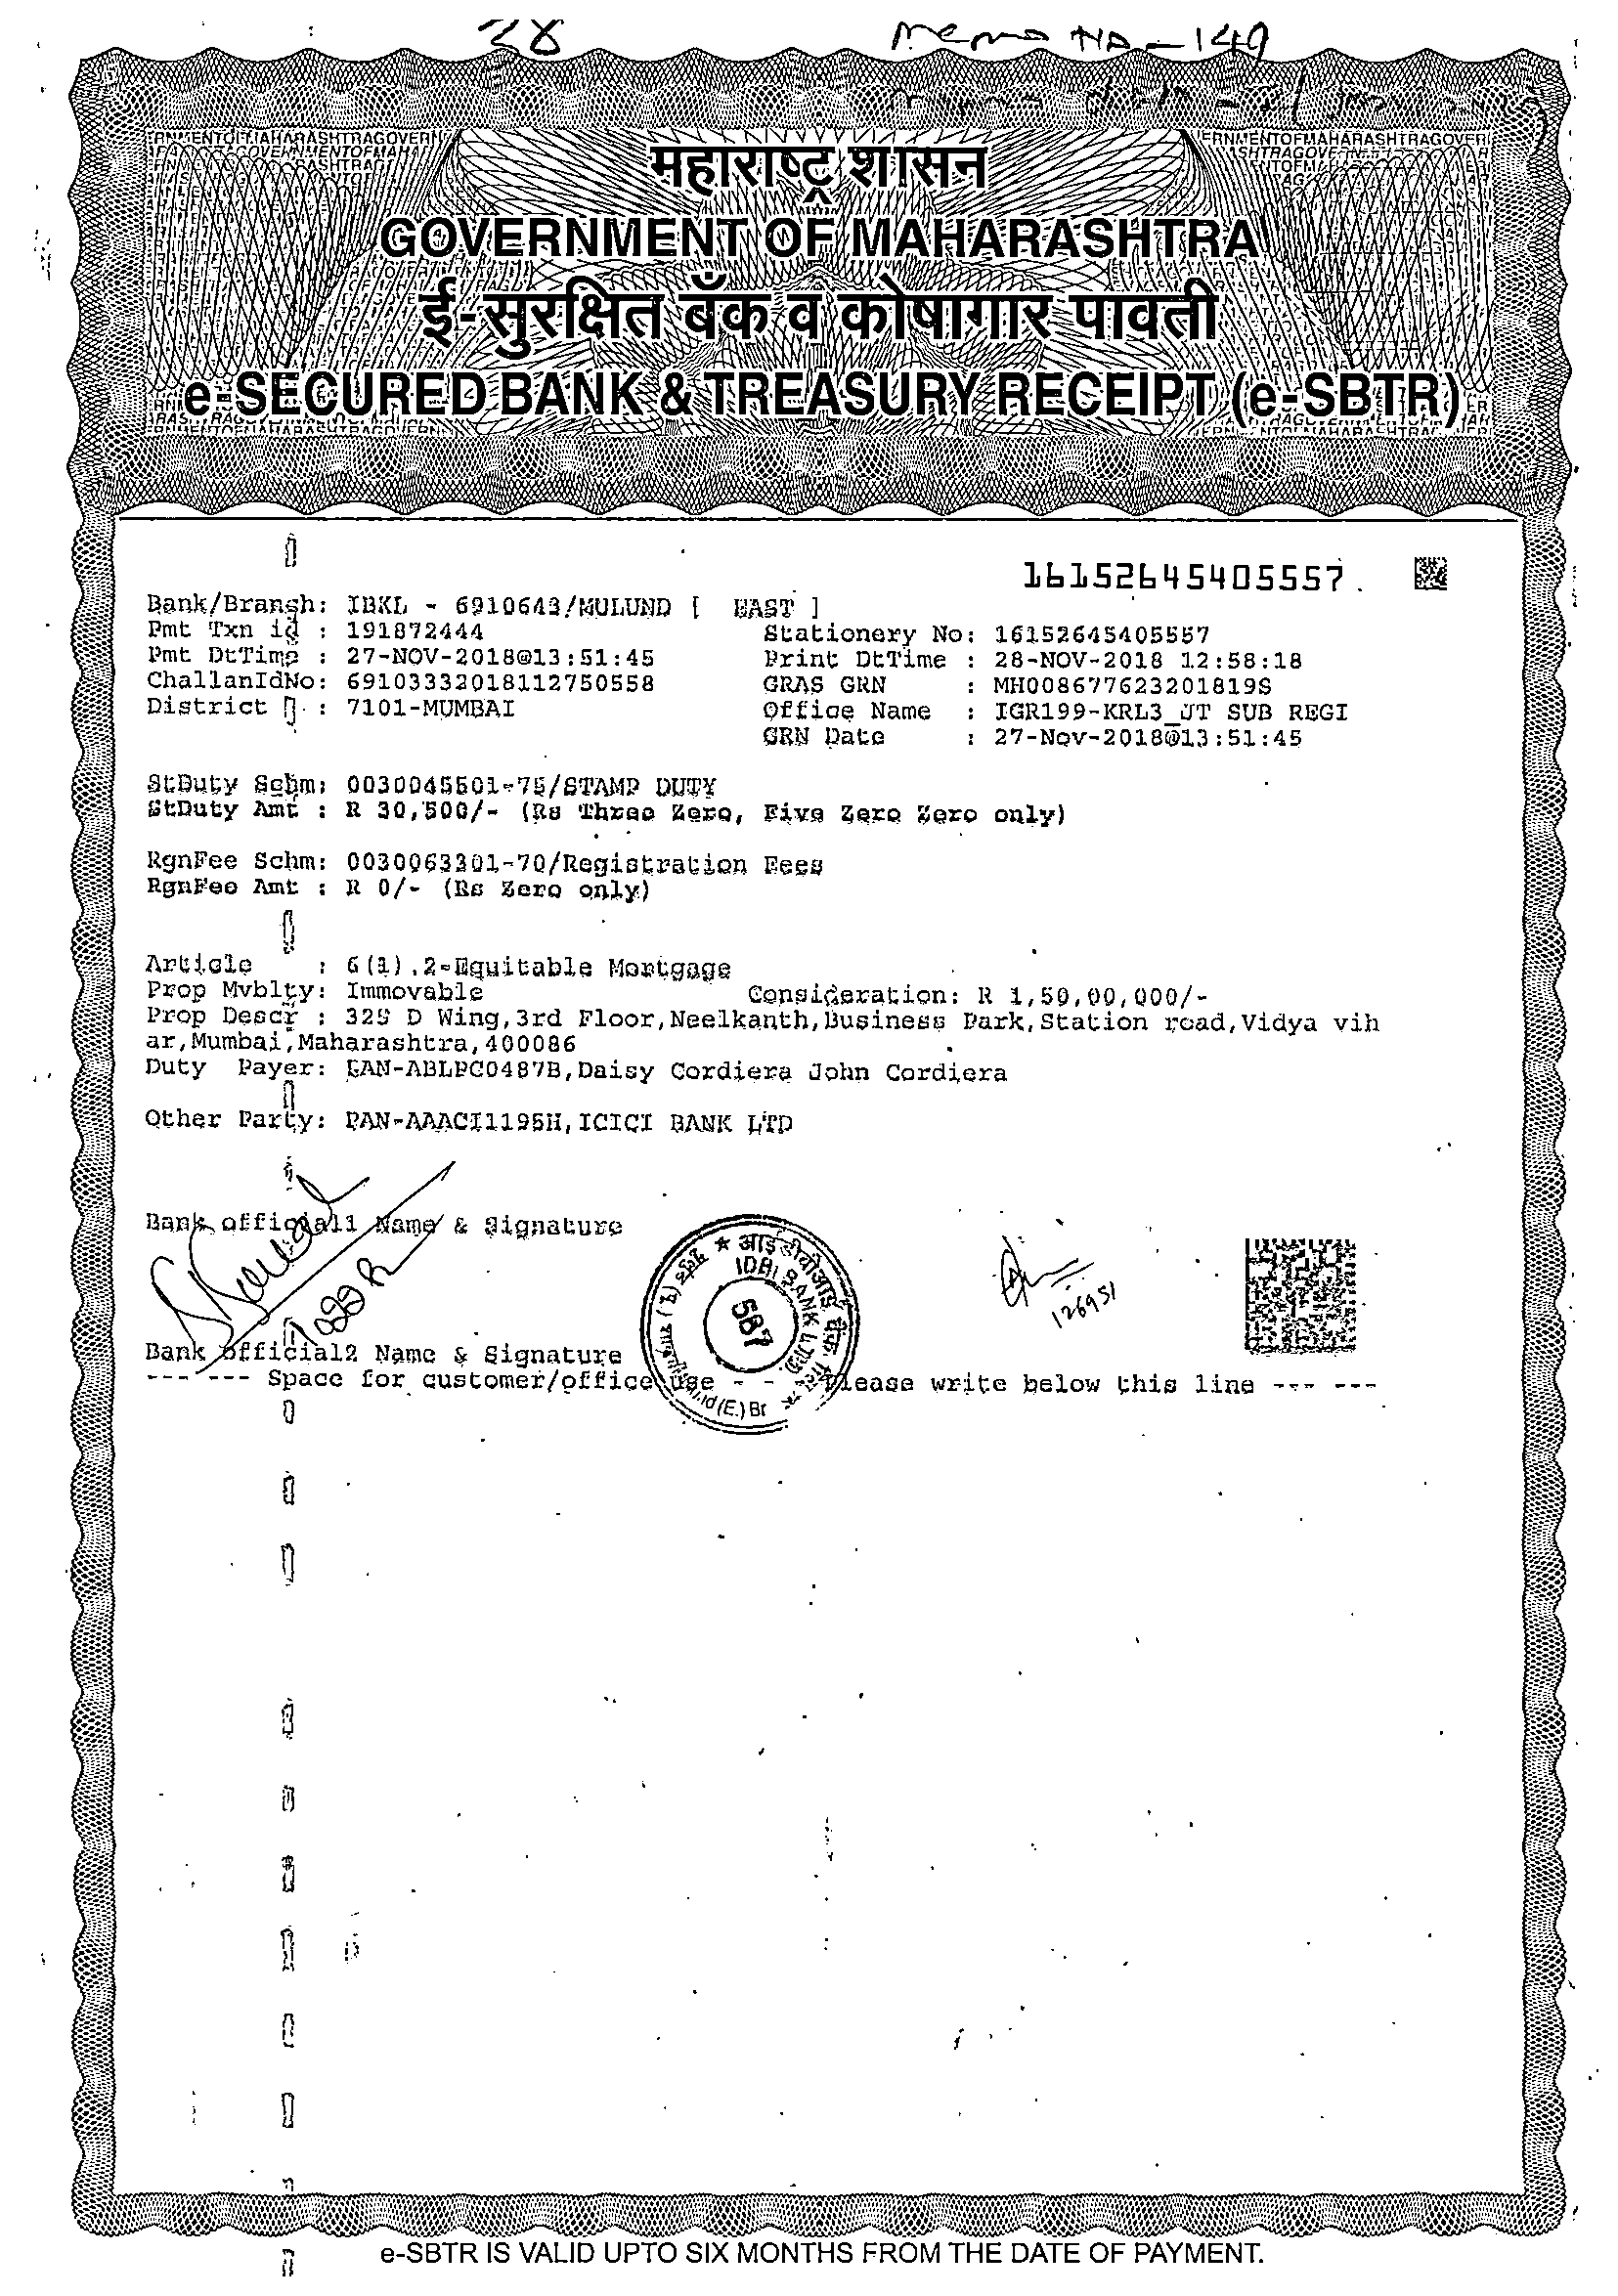 38
Memo No - 149
महाराष्ट्र शासन
GOVERNMENT OF MAHARASHTRA
ई-सुरक्षित बँक व कोषागार पावती
e-SECURED BANK & TREASURY RECEIPT (e-SBTR)
16152645405557
Bank/Branch: IBKL - 6910643/MULUND [ EAST ]
Pmt Txn id : 191872444 Stationery No: 16152645405557
Pmt DtTime : 27-NOV-2018@13:51:45 Print DtTime : 28-NOV-2018 12:58:18
ChallanIdNo: 69103332018112750558 GRAS GRN : MH008677623201819S
District : 7101-MUMBAI Office Name : IGR199-KRL3_JT SUB REGI
GRN Date : 27-Nov-2018@13:51:45
StDuty Schm: 0030045501-75/STAMP DUTY
StDuty Amt : R 30,500/- (Rs Three Zero, Five Zero Zero only)
RgnFee Schm: 0030063301-70/Registration Fees
RgnFee Amt : R 0/- (Rs Zero only)
Article : 6(1).2-Equitable Mortgage
Prop Mvblty: Immovable Consideration: R 1,50,00,000/-
Prop Descr : 329 D Wing,3rd Floor,Neelkanth,Business Park,Station road,Vidya vih
ar,Mumbai,Maharashtra,400086
Duty Payer: PAN-ABLPC0487B,Daisy Cordiera John Cordiera
Other Party: PAN-AAACI1195H,ICICI BANK LTD
Bank official1 Name & Signature
IDBI BANK LTD.
587
(E.) Br
126951
Bank official2 Name & Signature
--- --- Space for customer/office use - - - Please write below this line --- ---
e-SBTR IS VALID UPTO SIX MONTHS FROM THE DATE OF PAYMENT.